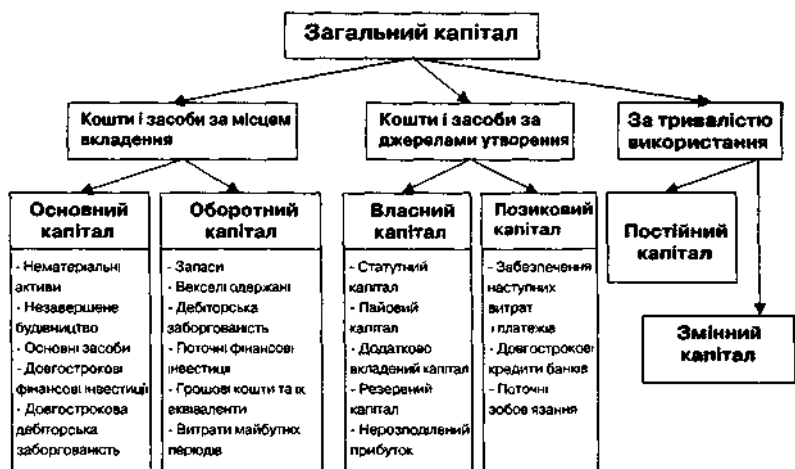 Загальний капітал
Кошти і засоби за місцем
вкладення
Кошти і засоби за
джерелами утворення
За тривалістю
використання
Основний
капітал
- Нематеріальні
активи
- Незавершене
будівництво
- Основні засоби
- Довгострокові
фінансові інвестиції
- Довгострокова
дебіторська
заборгованість
Оборотний
капітал
- Запаси
- Векселі одержані
- Дебіторська
заборгованість
- Поточні фінансові
інвестиції
- Грошові кошти та їх
еквіваленти
- Витрати майбутніх
періодів
Власний
капітал
- Статутний
капітал
- Пайовий
капітал
- Додатково
вкладений капітал
- Резервний
капітал
- Нерозподілений
прибуток
Позиковий
капітал
- Забезпечення
наступних
витрат
і платежів
- Довгострокові
кредити банків
- Поточні
зобов язання
Постійний
капітал
Змінний
капітал